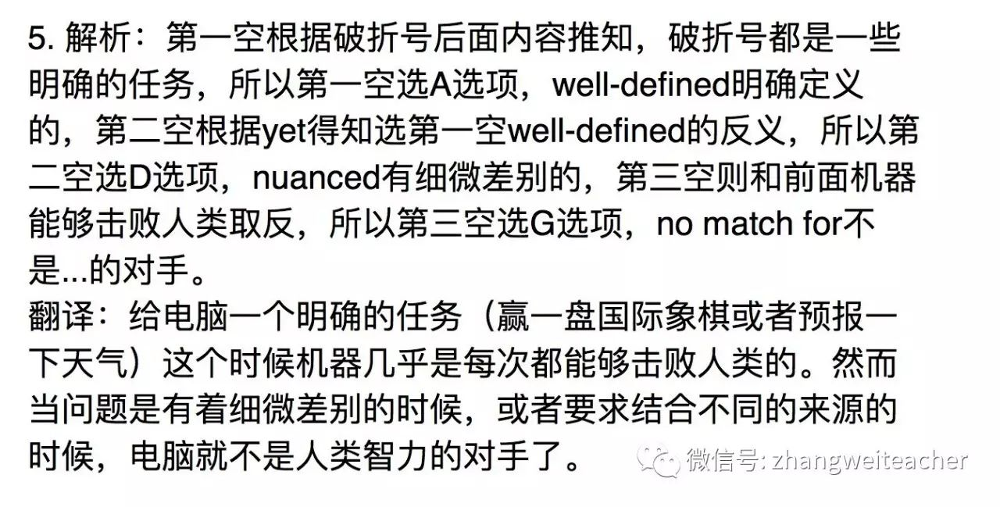 5. 解析：第一空根据破折号后面内容推知，破折号都是一些
明确的任务，所以第一空选A选项，well-defined明确定义
的，第二空根据yet得知选第一空well-defined的反义，所以第
二空选D选项，nuanced有细微差别的，第三空则和前面机器
能够击败人类取反，所以第三空选G选项，no match for不
是...的对手。
翻译：给电脑一个明确的任务（赢一盘国际象棋或者预报一
下天气）这个时候机器几乎是每次都能够击败人类的。然而
当问题是有着细微差别的时候，或者要求结合不同的来源的
时候，电脑就不是人类智力的对手了。
微信号: zhangweiteacher